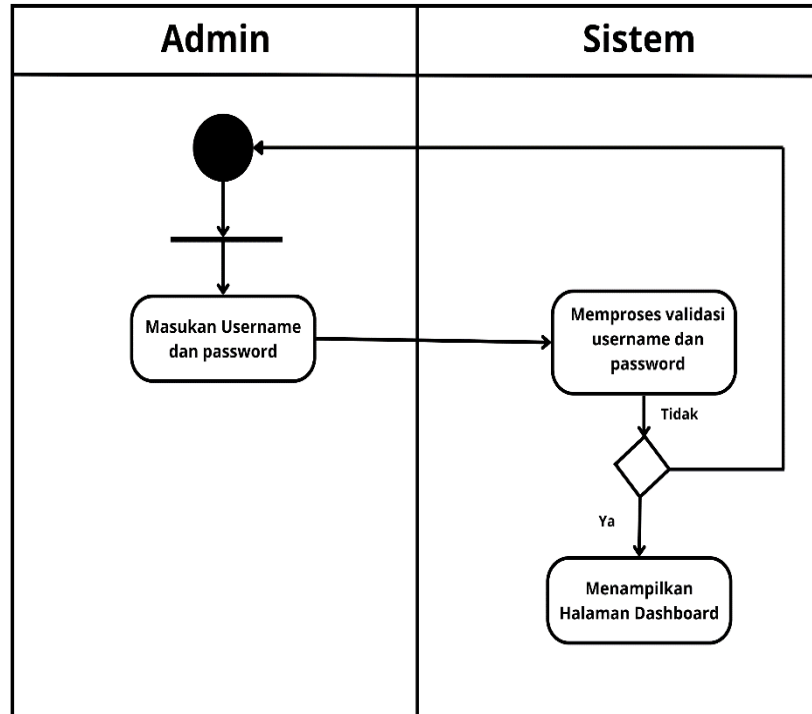 Admin
Sistem
Masukan Username
dan password
Memproses validasi
username dan
password
Tidak
Ya
Menampilkan
Halaman Dashboard